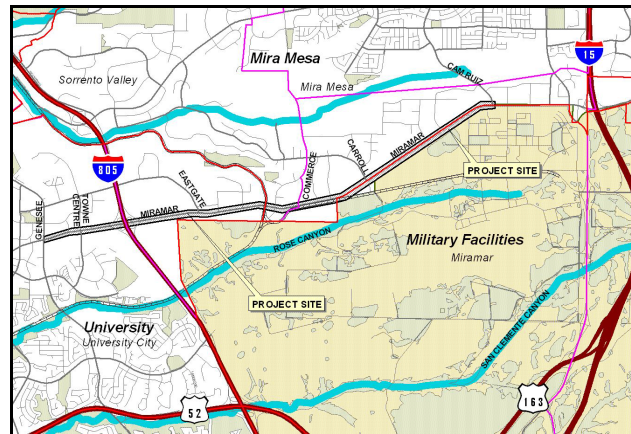 Mira Mesa
15
Sorrento Valley
Mira Mesa
CAM RUIZ
805
EASTGATE
COMMEROE
CARROLL
MIRAMAR
PROJECT SITE
GENESEE
TOWNE
CENTRE
MIRAMAR
ROSE CANYON
Military Facilities
Miramar
PROJECT SITE
University
University City
SAN CLEMENTE CANYON
52
163